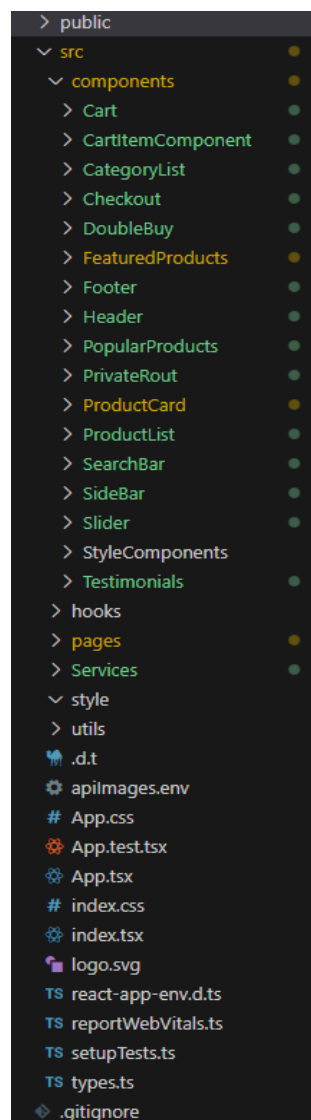 public
src
components
Cart
CartItemComponent
CategoryList
Checkout
DoubleBuy
FeaturedProducts
Footer
Header
PopularProducts
PrivateRout
ProductCard
ProductList
SearchBar
SideBar
Slider
StyleComponents
Testimonials
hooks
pages
Services
style
utils
.d.t
apiImages.env
# App.css
App.test.tsx
App.tsx
# index.css
index.tsx
logo.svg
TS react-app-env.d.ts
TS reportWebVitals.ts
TS setupTests.ts
TS types.ts
.gitignore